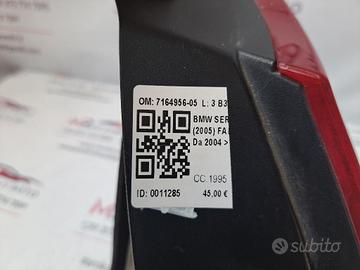 OM: 7164956-05 L: 3 B3
BMW SER
(2005) FA
Da 2004 >
CC 1995
ID: 0011285 45,00 €
subito